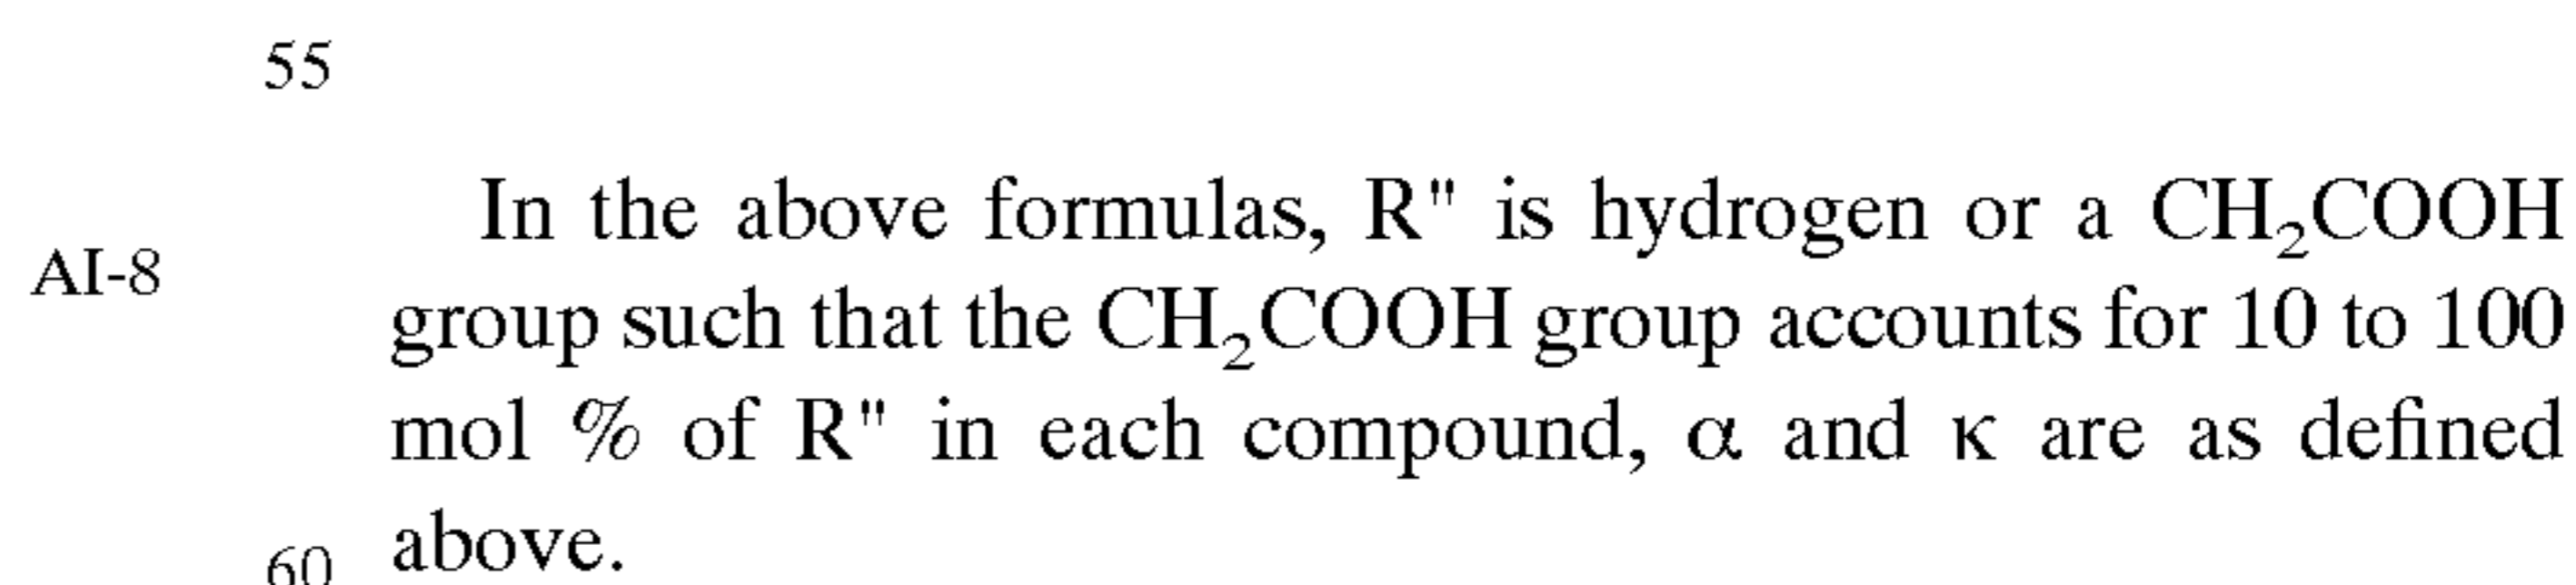 55
In the above formulas, R" is hydrogen or a CH₂COOH
AI-8
group such that the CH₂COOH group accounts for 10 to 100
mol % of R" in each compound, α and κ are as defined
60 above.